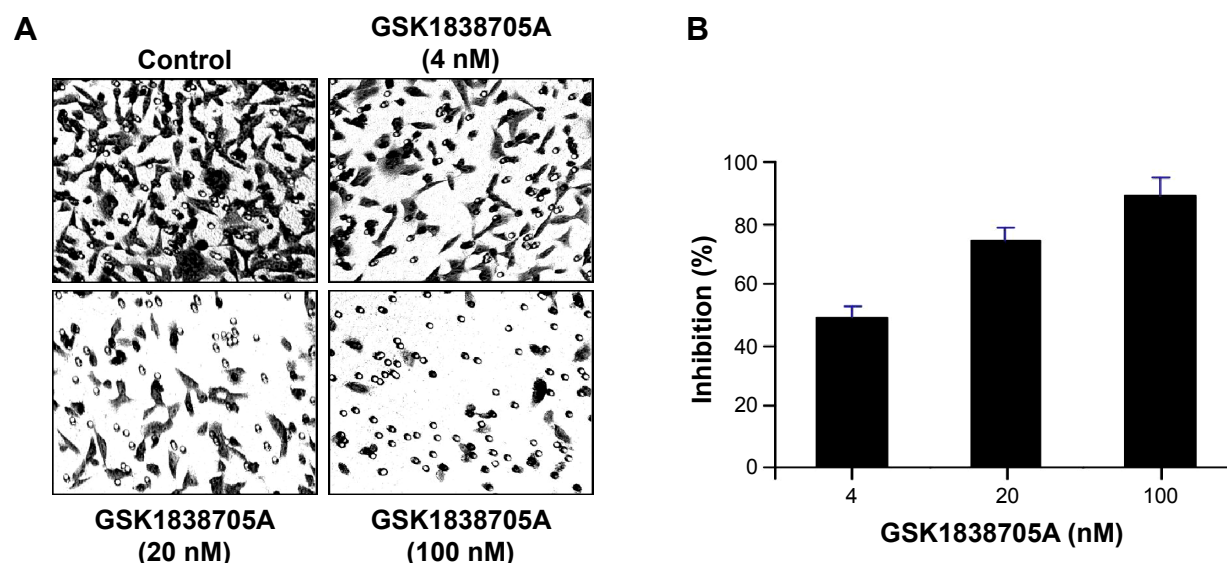 A
Control
GSK1838705A
(4 nM)
GSK1838705A
(20 nM)
GSK1838705A
(100 nM)
B
Inhibition (%)
100
80
60
40
20
0
4
20
100
GSK1838705A (nM)